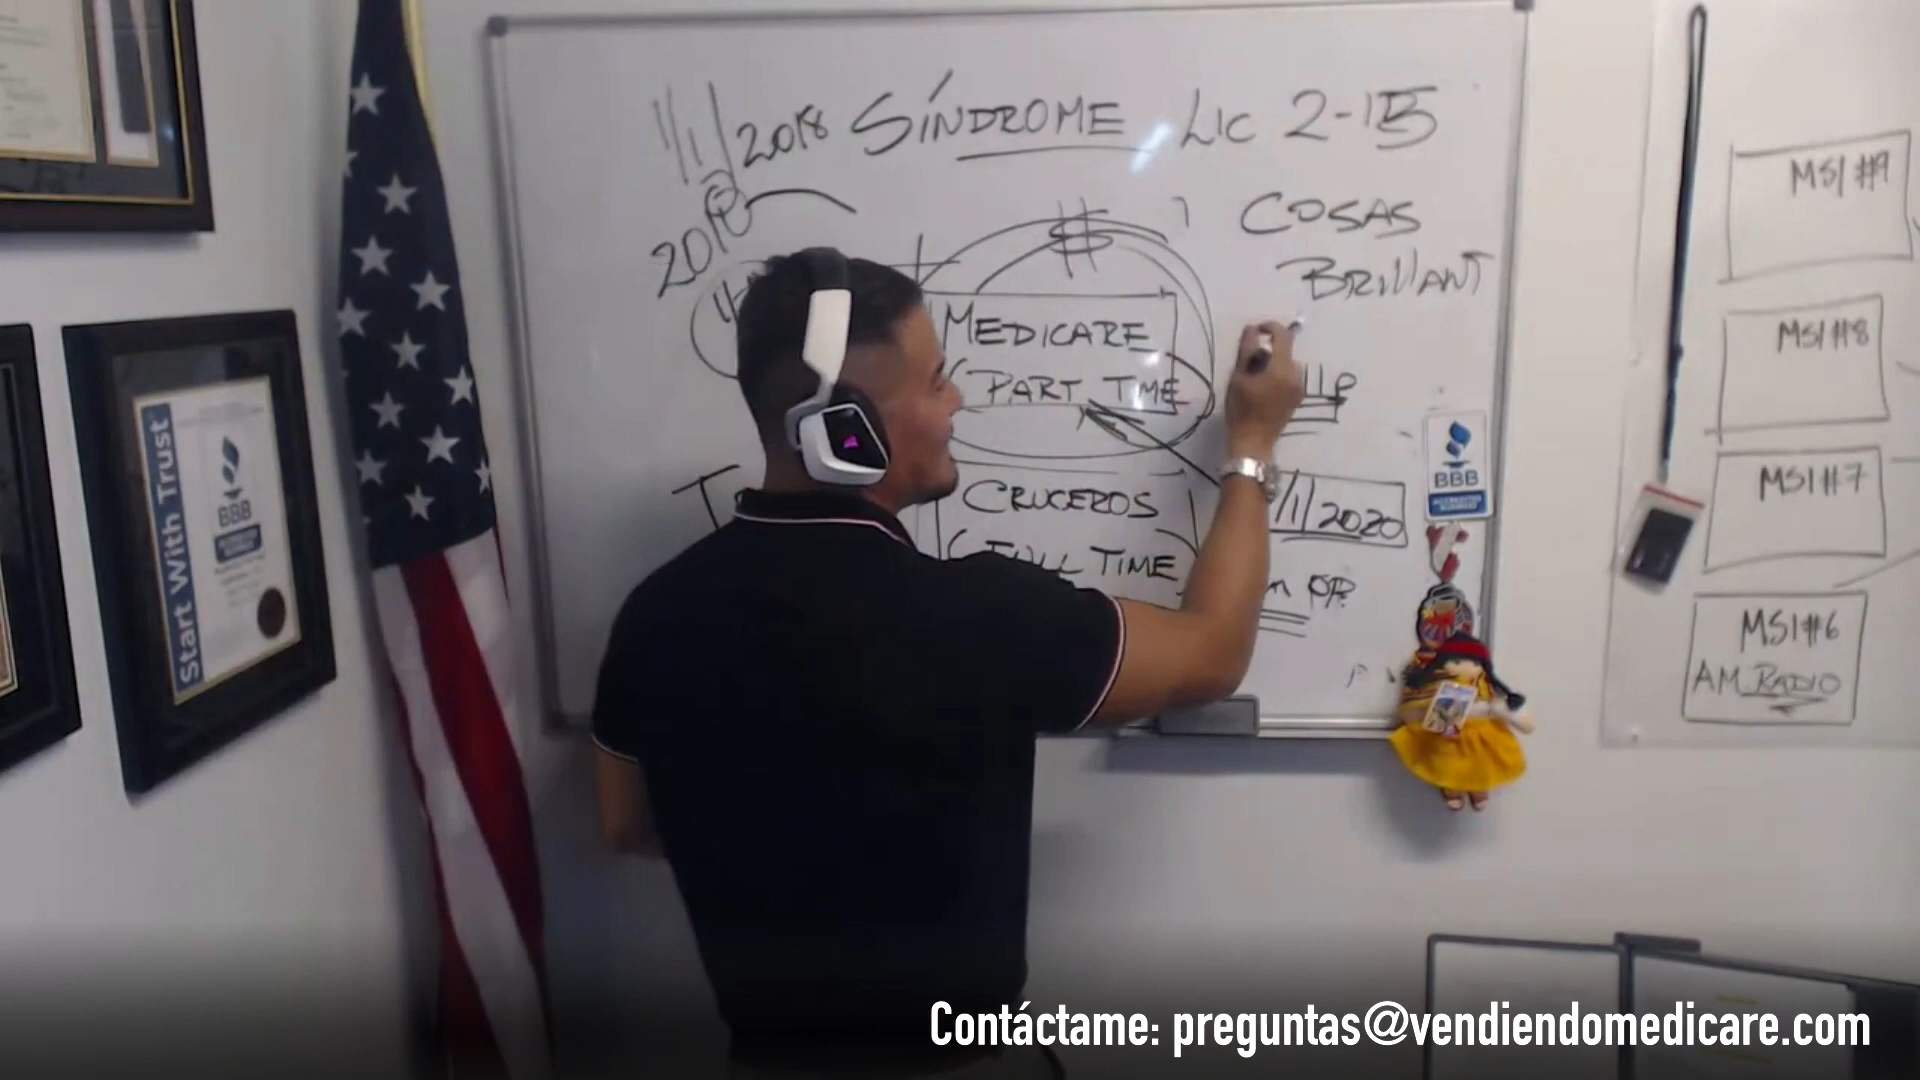 1/1/2018 SÍNDROME LIC 2-15
2018
COSAS
BRILLANT
$
MEDICARE
(PART TIME
CRUCEROS
(FULL TIME
1/1/2020
PR
Start With Trust
BBB
BBB
MSI #9
MSI #8
MSI #7
MSI #6
AM RADIO
Contáctame: preguntas@vendiendomedicare.com